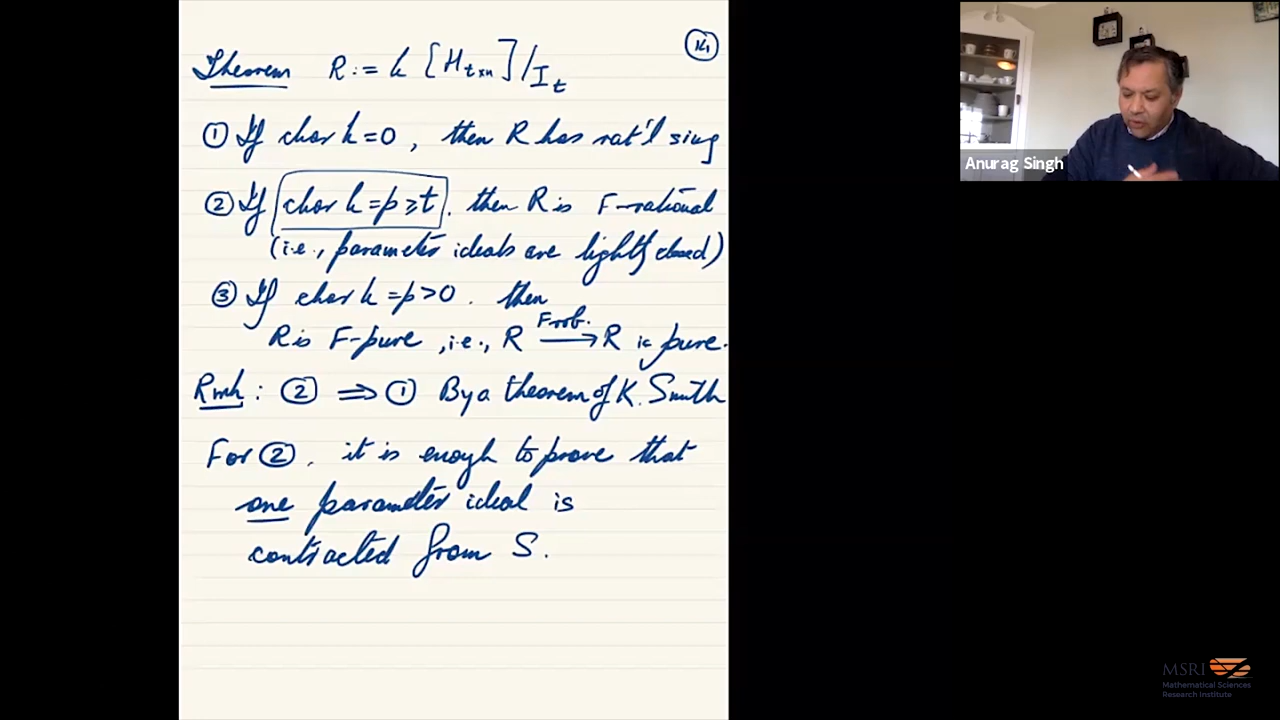 14
Theorem R := k [H_{t×n}]/I_t
① If char k = 0, then R has rat'l sing
② If char k = p ≥ t. then R is F-rational
(i.e., parameter ideals are tightly closed)
③ If char k = p > 0. then
R is F-pure, i.e., R \xrightarrow{Frob.} R is pure.
Rmk: ② ⟹ ① By a theorem of K. Smith
For ②, it is enough to prove that
one parameter ideal is
contracted from S.
Anurag Singh
MSRI
Mathematical Sciences
Research Institute